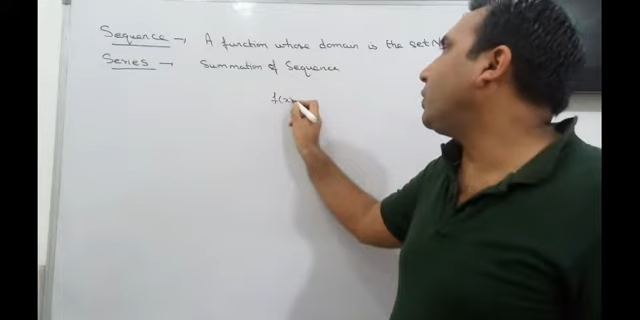 Sequence → A function whose domain is the set N
Series → Summation of Sequence
f(x)